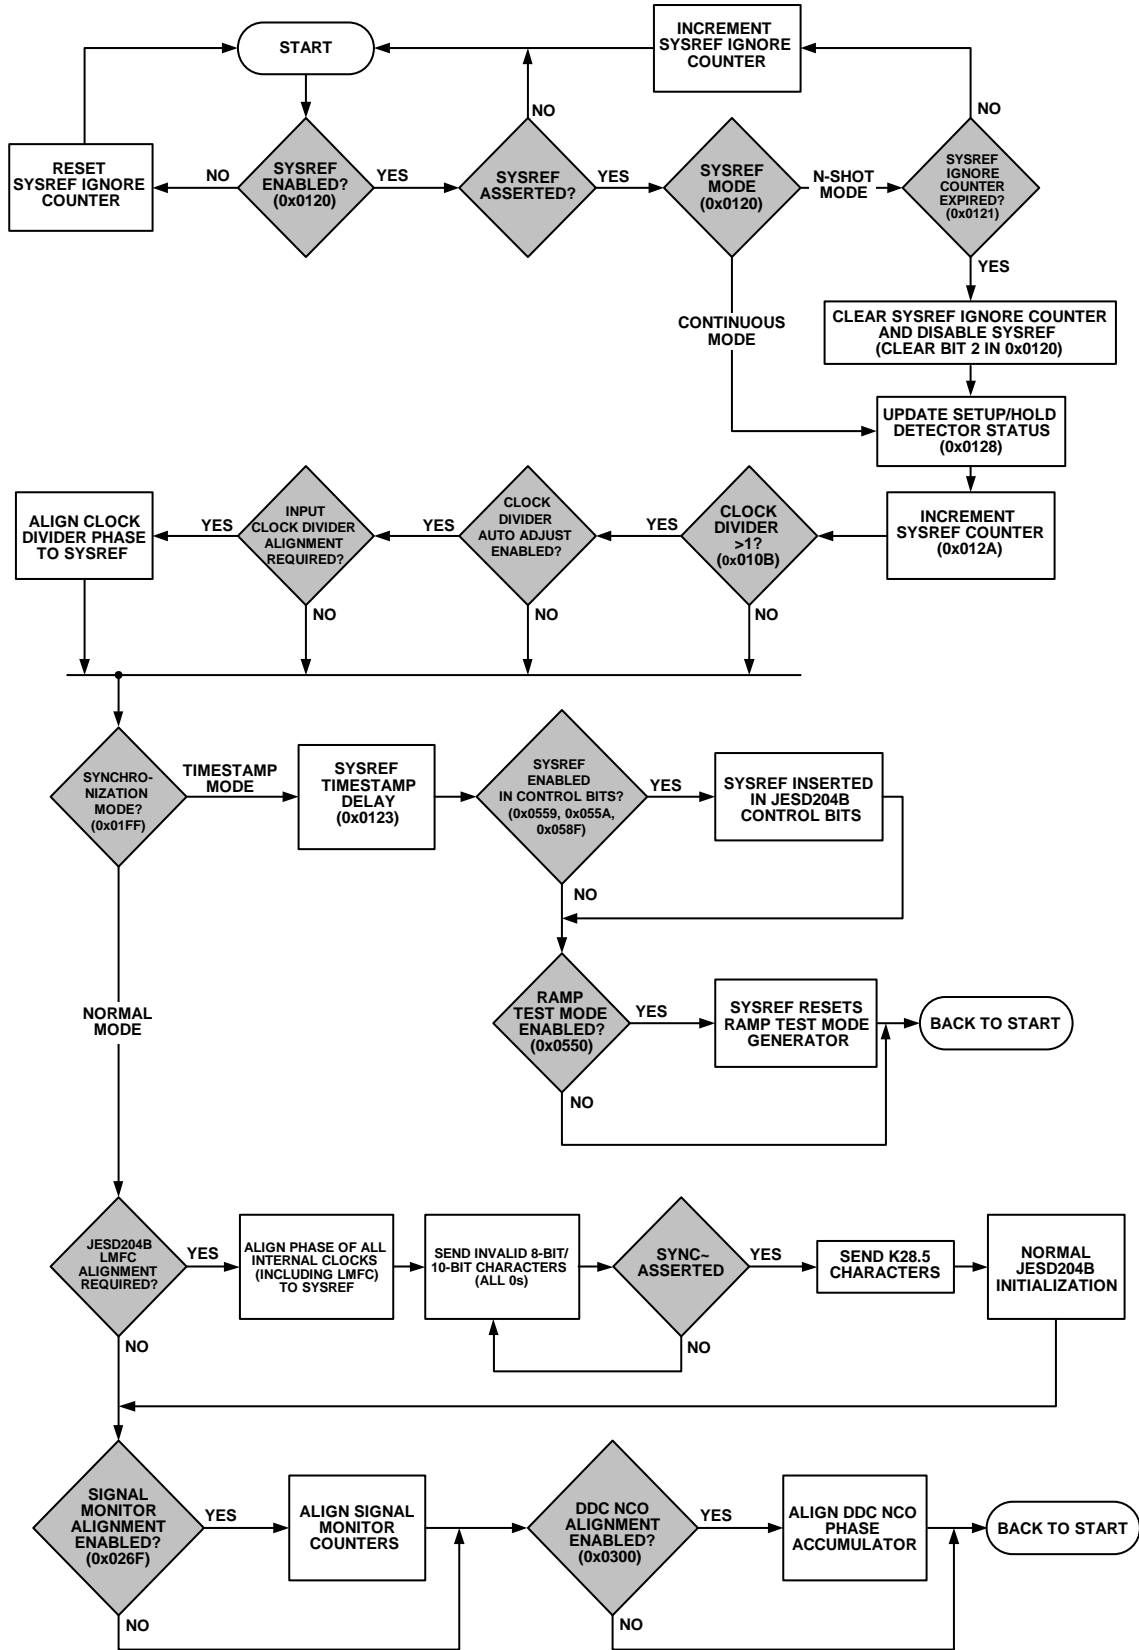 START
INCREMENT
SYSREF IGNORE
COUNTER
RESET
SYSREF IGNORE
COUNTER
NO
SYSREF
ENABLED?
(0x0120)
YES
NO
SYSREF
ASSERTED?
YES
SYSREF
MODE
(0x0120)
N-SHOT
MODE
NO
SYSREF
IGNORE
COUNTER
EXPIRED?
(0x0121)
YES
CONTINUOUS
MODE
CLEAR SYSREF IGNORE COUNTER
AND DISABLE SYSREF
(CLEAR BIT 2 IN 0x0120)
UPDATE SETUP/HOLD
DETECTOR STATUS
(0x0128)
INCREMENT
SYSREF COUNTER
(0x012A)
CLOCK
DIVIDER
>1?
(0x010B)
YES
NO
CLOCK
DIVIDER
AUTO ADJUST
ENABLED?
YES
NO
INPUT
CLOCK DIVIDER
ALIGNMENT
REQUIRED?
YES
NO
ALIGN CLOCK
DIVIDER PHASE
TO SYSREF
SYNCHRO-
NIZATION
MODE?
(0x01FF)
TIMESTAMP
MODE
SYSREF
TIMESTAMP
DELAY
(0x0123)
SYSREF
ENABLED
IN CONTROL BITS?
(0x0559, 0x055A,
0x058F)
YES
SYSREF INSERTED
IN JESD204B
CONTROL BITS
NO
RAMP
TEST MODE
ENABLED?
(0x0550)
YES
SYSREF RESETS
RAMP TEST MODE
GENERATOR
BACK TO START
NO
NORMAL
MODE
JESD204B
LMFC
ALIGNMENT
REQUIRED?
YES
ALIGN PHASE OF ALL
INTERNAL CLOCKS
(INCLUDING LMFC)
TO SYSREF
SEND INVALID 8-BIT/
10-BIT CHARACTERS
(ALL 0s)
SYNC~
ASSERTED
YES
SEND K28.5
CHARACTERS
NORMAL
JESD204B
INITIALIZATION
NO
NO
SIGNAL
MONITOR
ALIGNMENT
ENABLED?
(0x026F)
YES
ALIGN SIGNAL
MONITOR
COUNTERS
DDC NCO
ALIGNMENT
ENABLED?
(0x0300)
YES
ALIGN DDC NCO
PHASE
ACCUMULATOR
BACK TO START
NO
NO